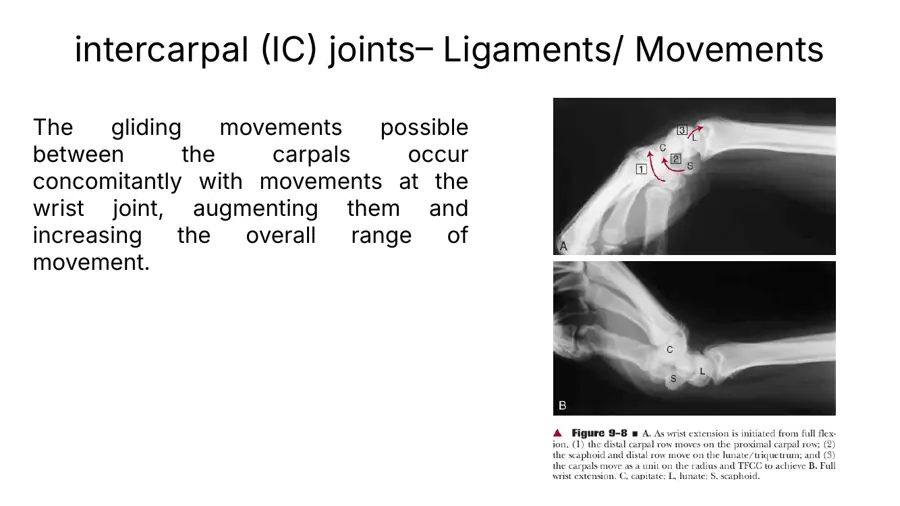 intercarpal (IC) joints– Ligaments/ Movements
The gliding movements possible
between the carpals occur
concomitantly with movements at the
wrist joint, augmenting them and
increasing the overall range of
movement.
3
L
C
2
S
1
A
C
L
S
B
▲ Figure 9–8 ■ A. As wrist extension is initiated from full flex-
ion, (1) the distal carpal row moves on the proximal carpal row; (2)
the scaphoid and distal row move on the lunate/triquetrum; and (3)
the carpals move as a unit on the radius and TFCC to achieve B. Full
wrist extension. C, capitate; L, lunate; S, scaphoid.